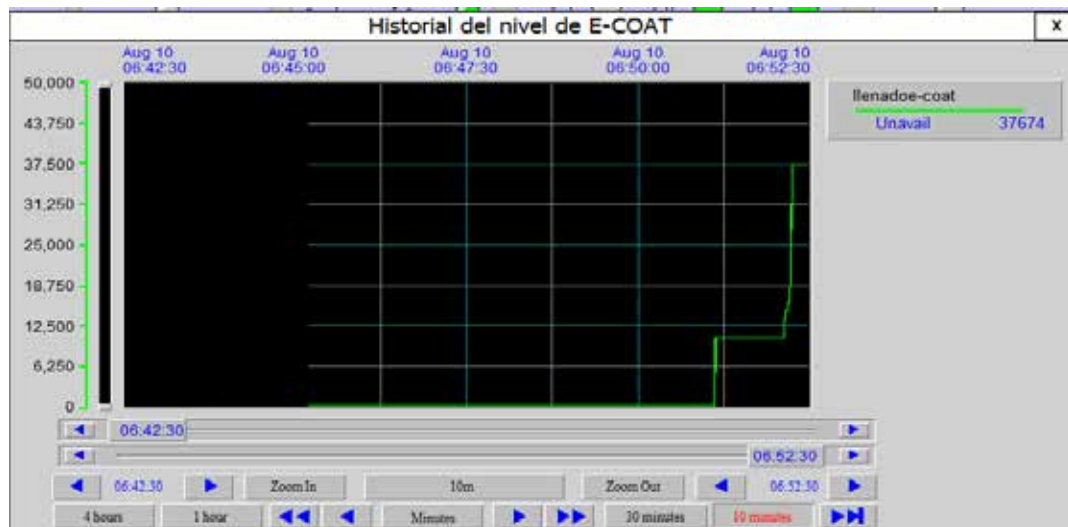 Historial del nivel de E-COAT
x
Aug 10 Aug 10 Aug 10 Aug 10 Aug 10
06:42:30 06:45:00 06:47:30 06:50:00 06:52:30
50,000
43,750
37,500
31,250
25,000
18,750
12,500
6,250
0
llenadoe-coat
Unavail 37674
06:42:30
06:52:30
06:42:30 Zoom In 10m Zoom Out 06:52:30
4 hours 1 hour Minutes 30 minutes 10 minutes